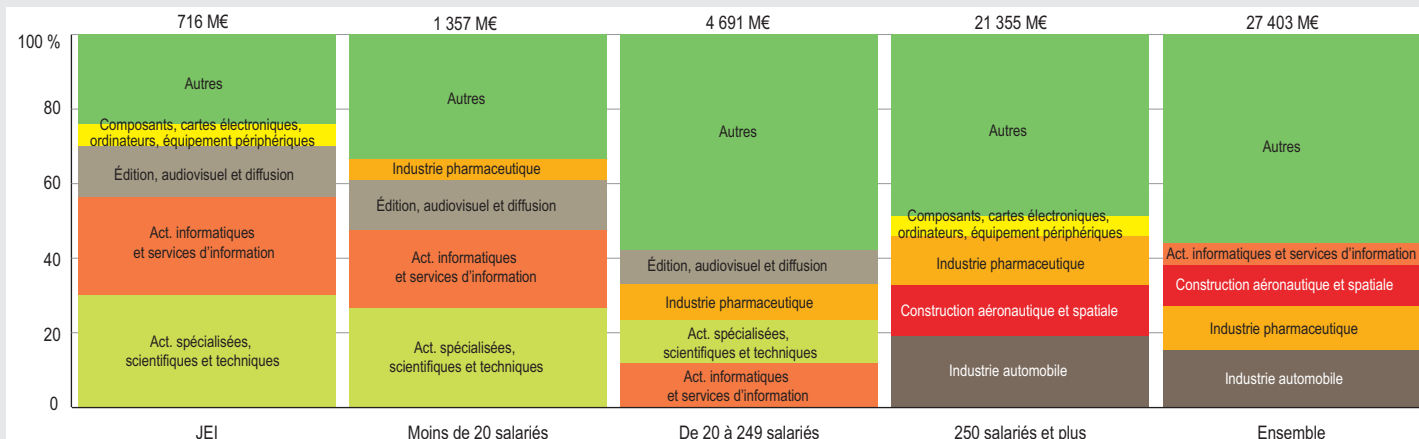 716 M€
1 357 M€
4 691 M€
21 355 M€
27 403 M€
100 %
80
60
40
20
0
Autres
Composants, cartes électroniques,
ordinateurs, équipement périphériques
Édition, audiovisuel et diffusion
Act. informatiques
et services d’information
Act. spécialisées,
scientifiques et techniques
Autres
Industrie pharmaceutique
Édition, audiovisuel et diffusion
Act. informatiques
et services d’information
Act. spécialisées,
scientifiques et techniques
Autres
Édition, audiovisuel et diffusion
Industrie pharmaceutique
Act. spécialisées,
scientifiques et techniques
Act. informatiques
et services d’information
Autres
Composants, cartes électroniques,
ordinateurs, équipement périphériques
Industrie pharmaceutique
Construction aéronautique et spatiale
Industrie automobile
Autres
Act. informatiques et services d’information
Construction aéronautique et spatiale
Industrie pharmaceutique
Industrie automobile
JEI
Moins de 20 salariés
De 20 à 249 salariés
250 salariés et plus
Ensemble